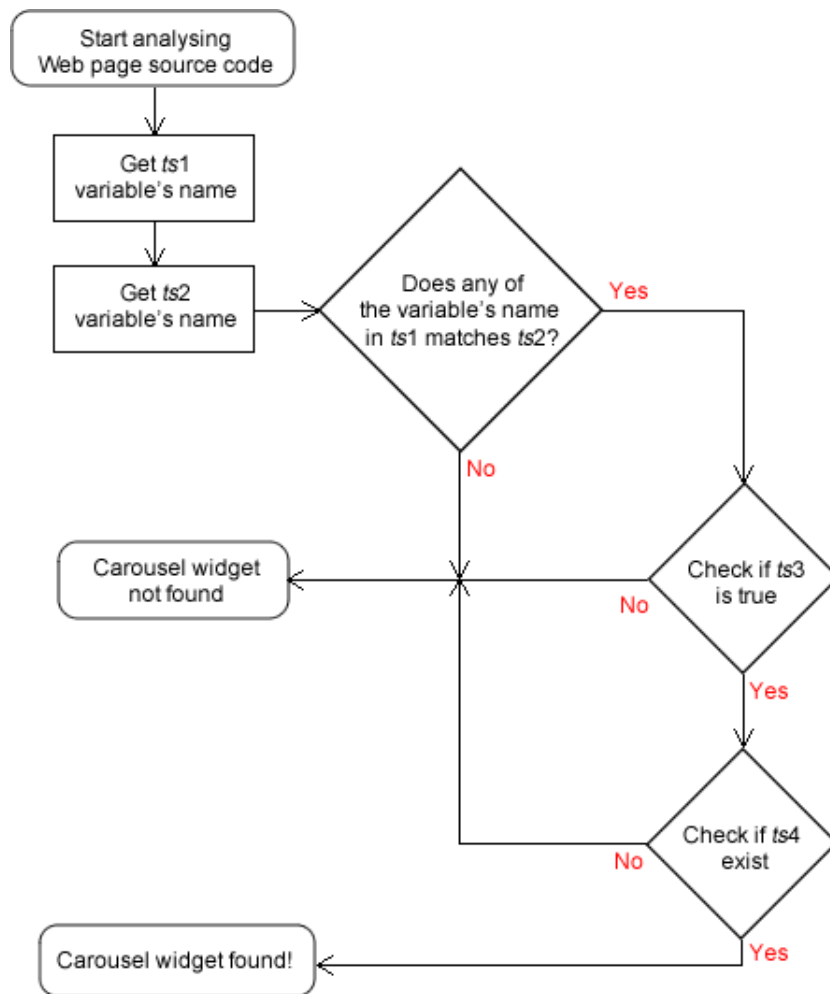 Start analysing
Web page source code
Get ts1
variable's name
Get ts2
variable's name
Does any of
the variable's name
in ts1 matches ts2?
Yes
No
Carousel widget
not found
Check if ts3
is true
No
Yes
Check if ts4
exist
No
Yes
Carousel widget found!